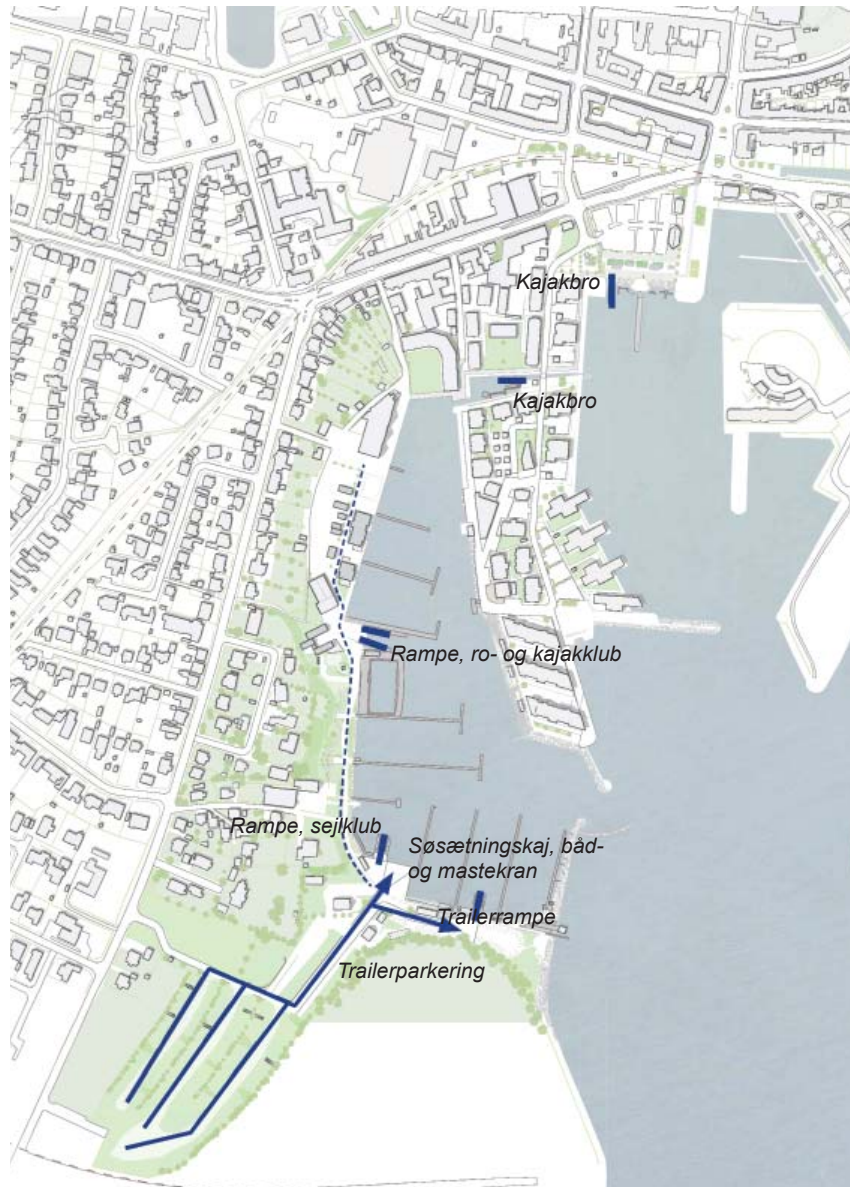 Kajakbro
Kajakbro
Rampe, ro- og kajakklub
Rampe, sejlklub
Søsætningskaj, båd-
og mastekran
Trailerrampe
Trailerparkering